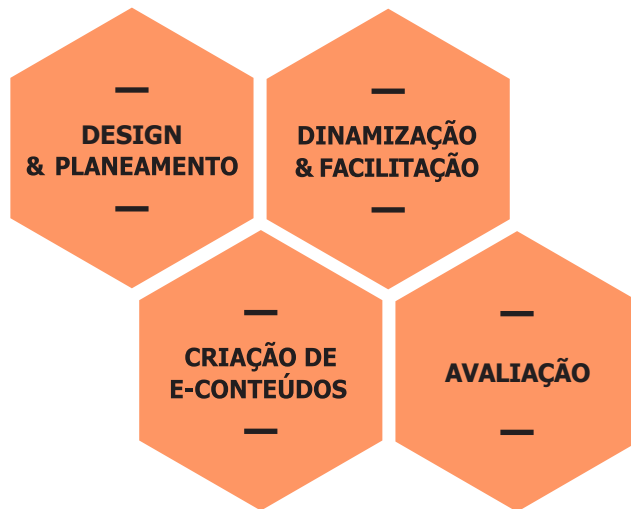 DESIGN
& PLANEAMENTO
DINAMIZAÇÃO
& FACILITAÇÃO
CRIAÇÃO DE
E-CONTEÚDOS
AVALIAÇÃO